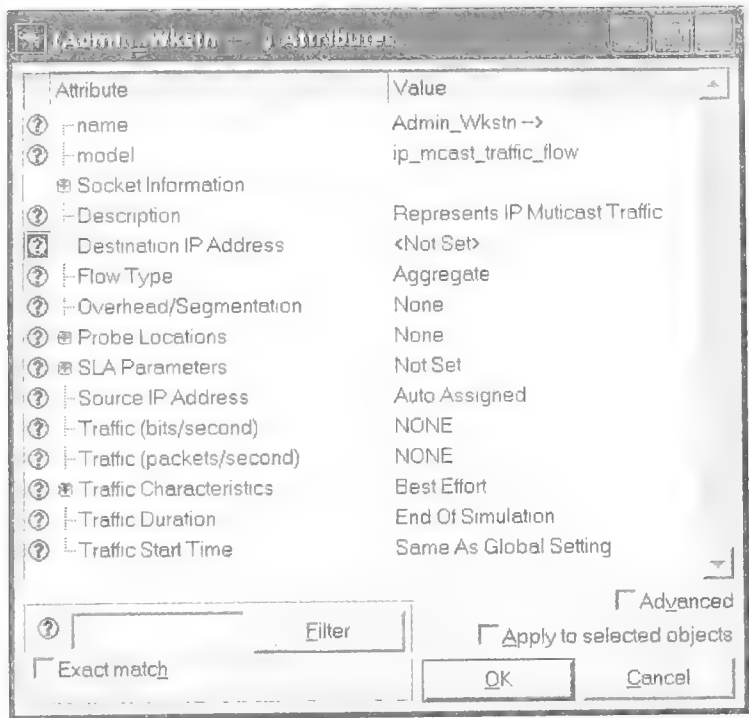 (Admin_Wkstn --> ) Attributes
Attribute Value
name Admin_Wkstn -->
model ip_mcast_traffic_flow
Socket Information
Description Represents IP Muticast Traffic
Destination IP Address <Not Set>
Flow Type Aggregate
Overhead/Segmentation None
Probe Locations None
SLA Parameters Not Set
Source IP Address Auto Assigned
Traffic (bits/second) NONE
Traffic (packets/second) NONE
Traffic Characteristics Best Effort
Traffic Duration End Of Simulation
Traffic Start Time Same As Global Setting
Advanced
Filter
Apply to selected objects
Exact match
OK Cancel